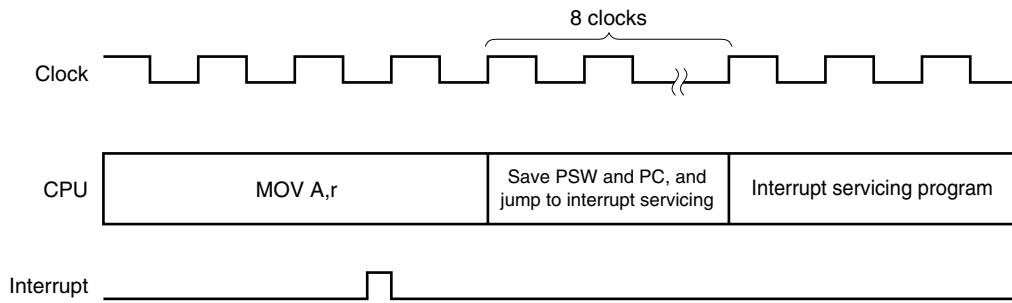 8 clocks
Clock
CPU
MOV A,r
Save PSW and PC, and
jump to interrupt servicing
Interrupt servicing program
Interrupt